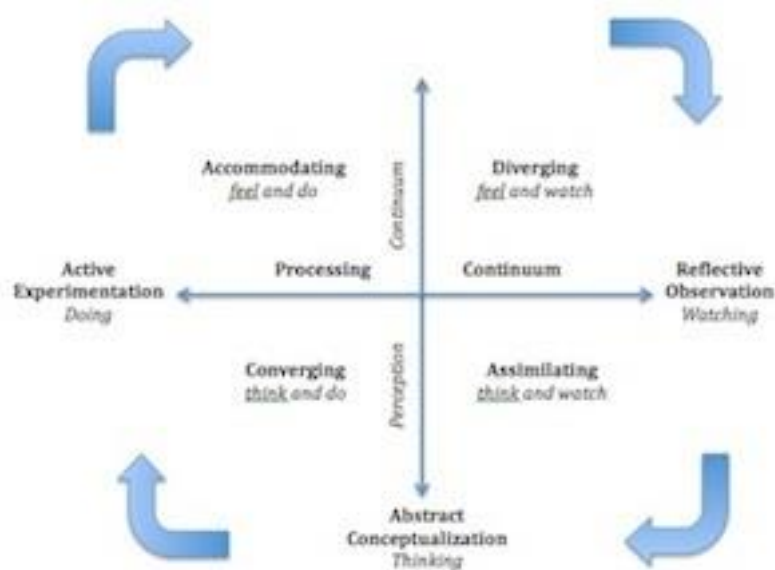 Accommodating
feel and do
Diverging
feel and watch
Continuum
Active
Experimentation
Doing
Processing
Continuum
Reflective
Observation
Watching
Converging
think and do
Perception
Assimilating
think and watch
Abstract
Conceptualization
Thinking